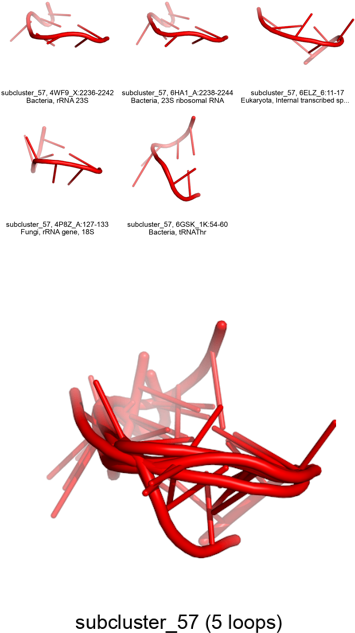 subcluster_57, 4WF9_X:2236-2242
Bacteria, rRNA 23S
subcluster_57, 6HA1_A:2238-2244
Bacteria, 23S ribosomal RNA
subcluster_57, 6ELZ_6:11-17
Eukaryota, Internal transcribed sp...
subcluster_57, 4P8Z_A:127-133
Fungi, rRNA gene, 18S
subcluster_57, 6GSK_1K:54-60
Bacteria, tRNAThr
subcluster_57 (5 loops)